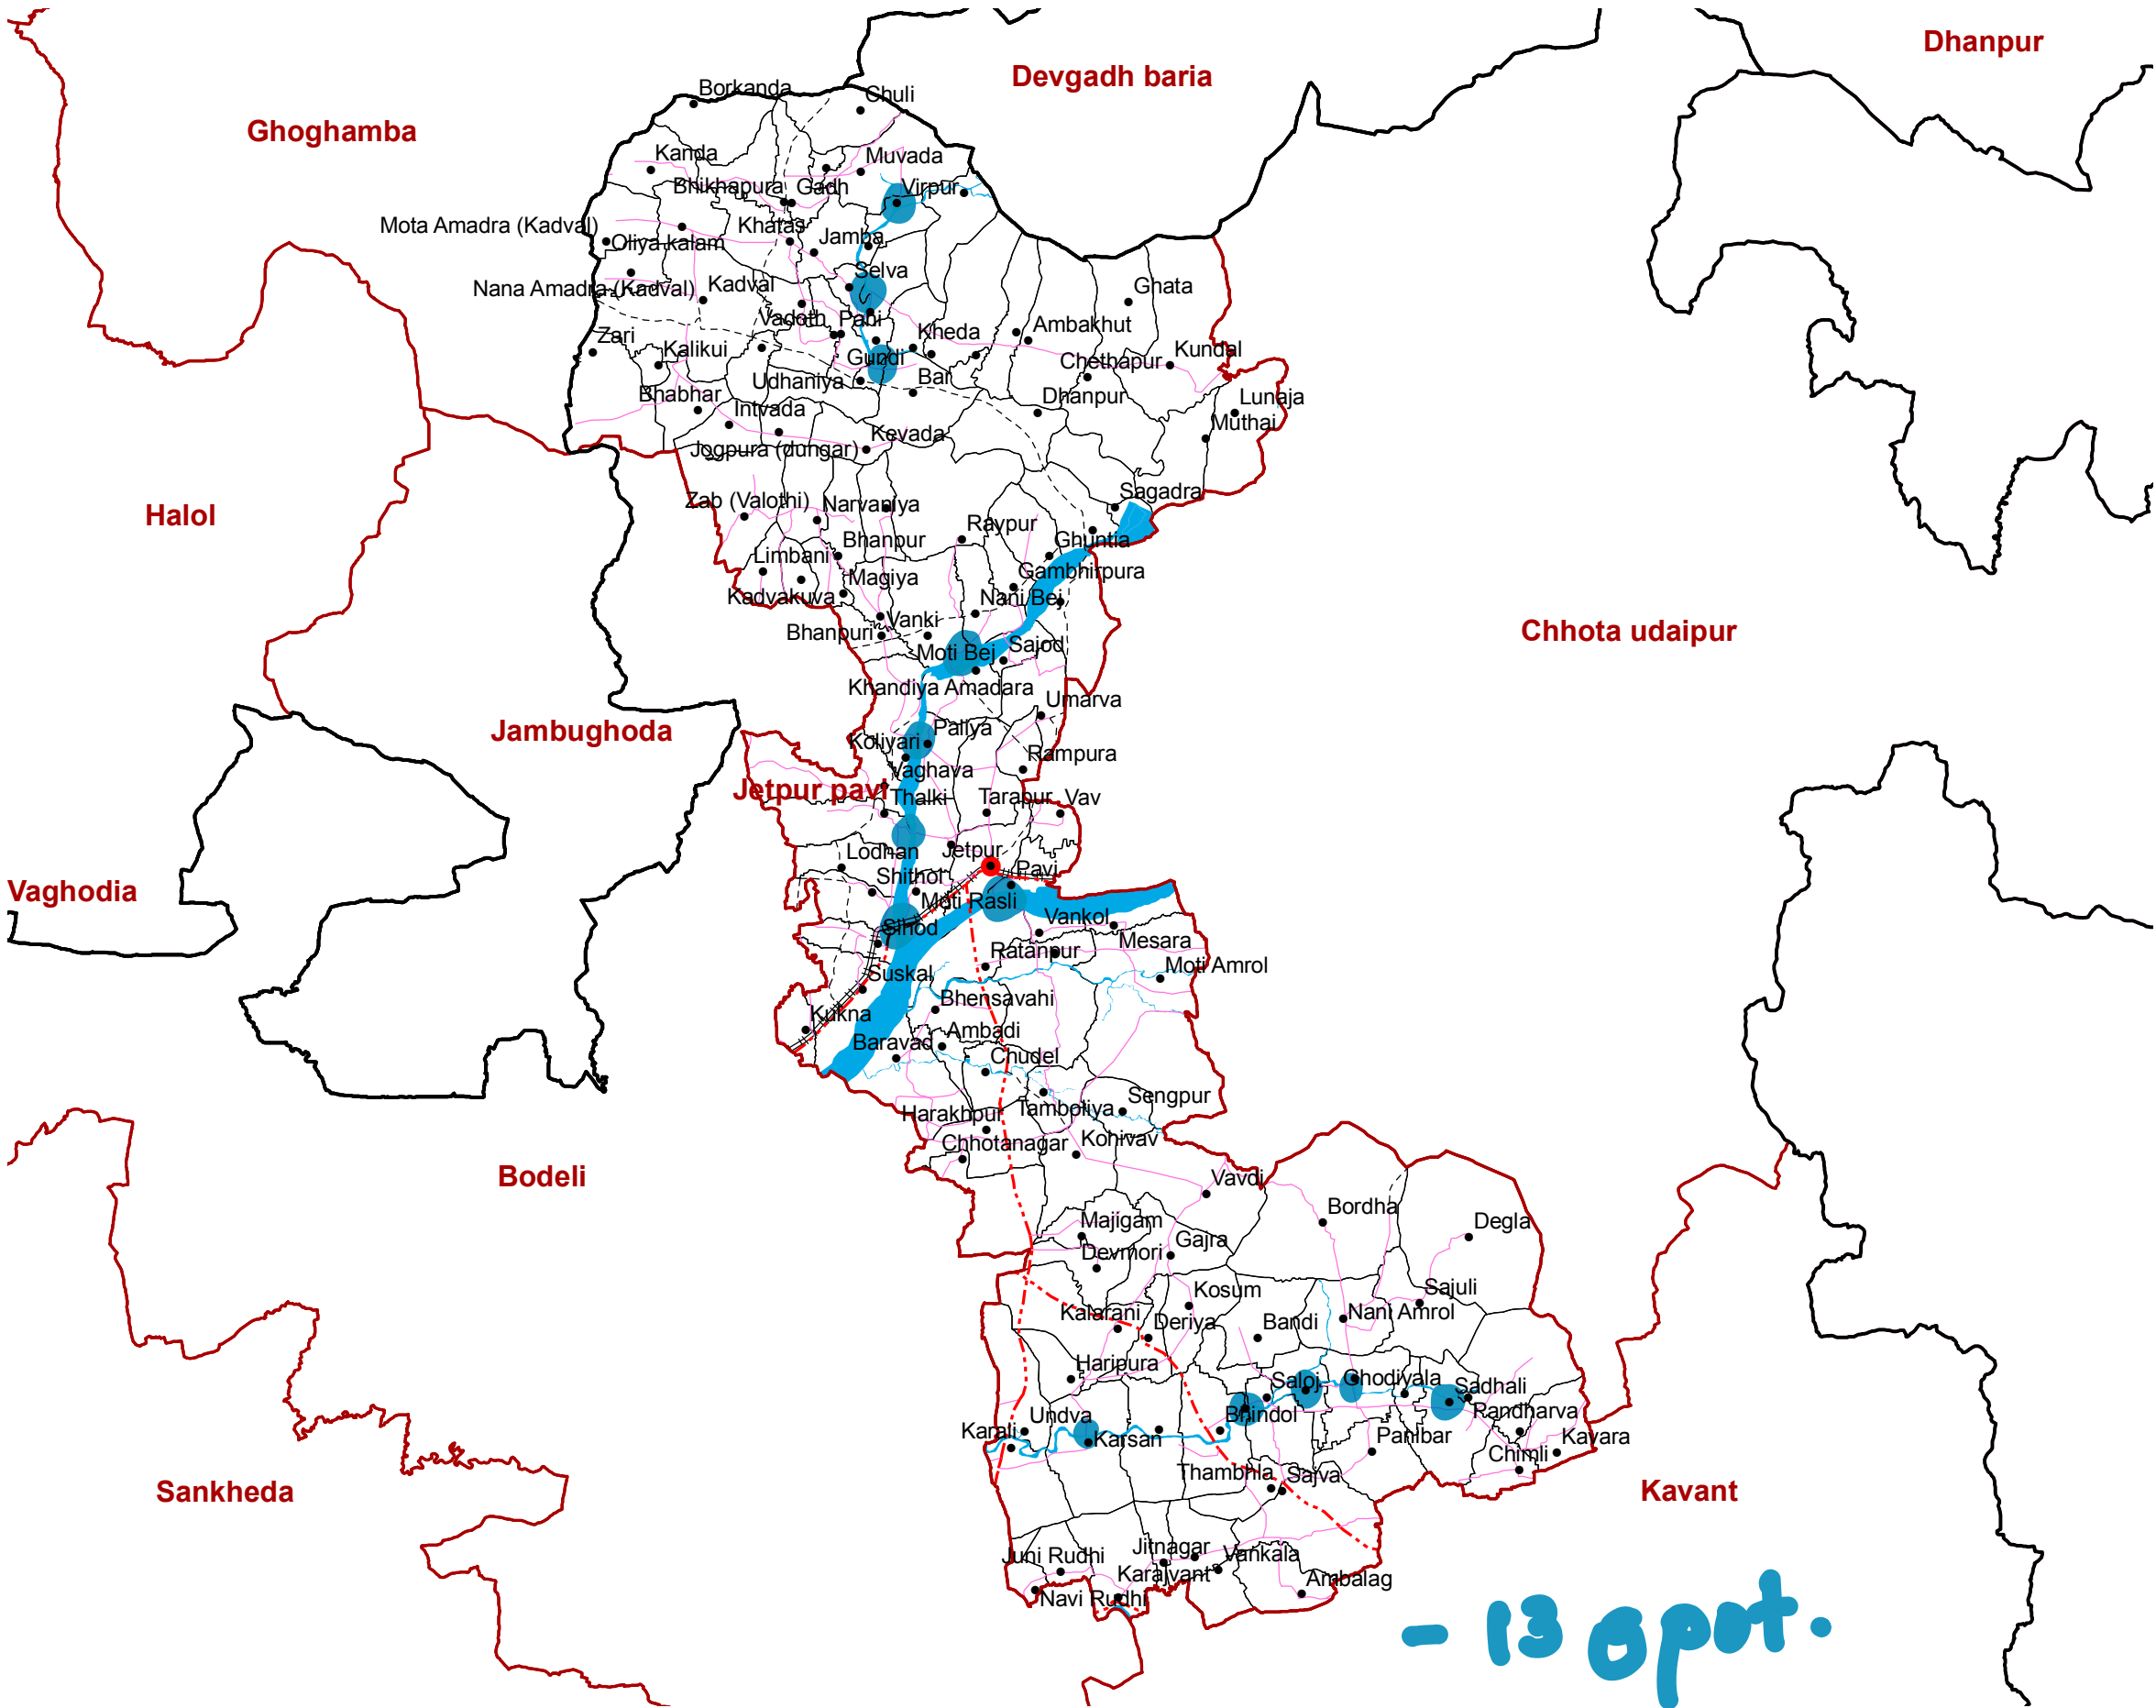 Dhanpur
Devgadh baria
Borkanda
Chuli
Ghoghamba
Kanda
Muvada
Bhikhapura
Gadh
Virpur
Mota Amadra (Kadval)
Khatas
Jamba
Oliya kalam
Selva
Nana Amadra (Kadval)
Kadval
Ghata
Vadoth
Pani
Kheda
Ambakhut
Zari
Kalikui
Gundi
Chethapur
Kundal
Udhaniya
Bar
Bhabhar
Dhanpur
Lunaja
Intvada
Muthai
Kevada
Jogpura (dungar)
Sagadra
Zab (Valothi)
Narvaniya
Halol
Raypur
Bhanpur
Ghuntia
Limbani
Gambhirpura
Magiya
Kadvakuva
Nani Bej
Vanki
Bhanpuri
Chhota udaipur
Moti Bej
Sajod
Khandiya Amadara
Umarva
Jambughoda
Paliya
Koliyari
Rampura
Vaghava
Jetpur pavi
Thalki
Tarapur
Vav
Lodhan
Jetpur
Pavi
Shithol
Vaghodia
Moti Rasli
Vankol
Sihod
Mesara
Ratanpur
Moti Amrol
Suskal
Bhensavahi
Kukna
Ambadi
Baravad
Chudel
Sengpur
Tamboliya
Harakhpur
Kohivav
Chhotanagar
Bodeli
Vavdi
Bordha
Majigam
Degla
Gajra
Devmori
Sajuli
Kosum
Kalarani
Nani Amrol
Deriya
Bandi
Haripura
Saloj
Ghodiyala
Sadhali
Randharva
Undva
Bhindol
Karali
Karsan
Panibar
Kavara
Chimli
Thambhla
Sajva
Sankheda
Kavant
Juni Rudhi
Jitnagar
Vankala
Karajvant
Ambalag
Navi Rudhi
- 13